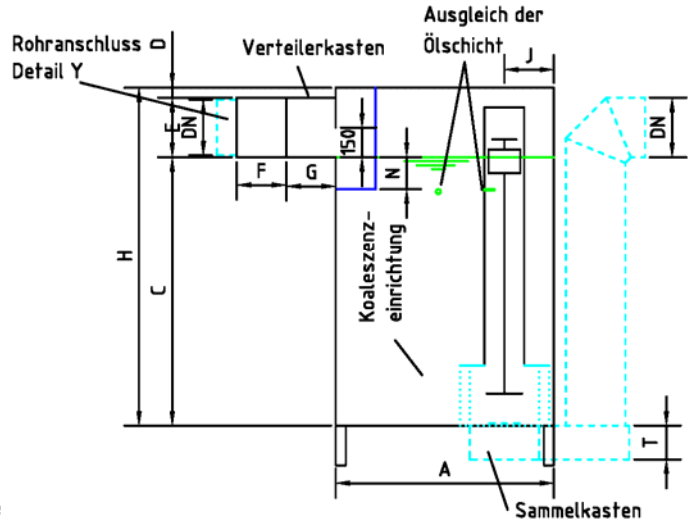 Ausgleich der
Ölschicht
Rohranschluss
Detail Y
D
Verteilerkasten
J
E
DN
150
N
DN
F
G
H
C
Koaleszenz-
einrichtung
T
A
Sammelkasten